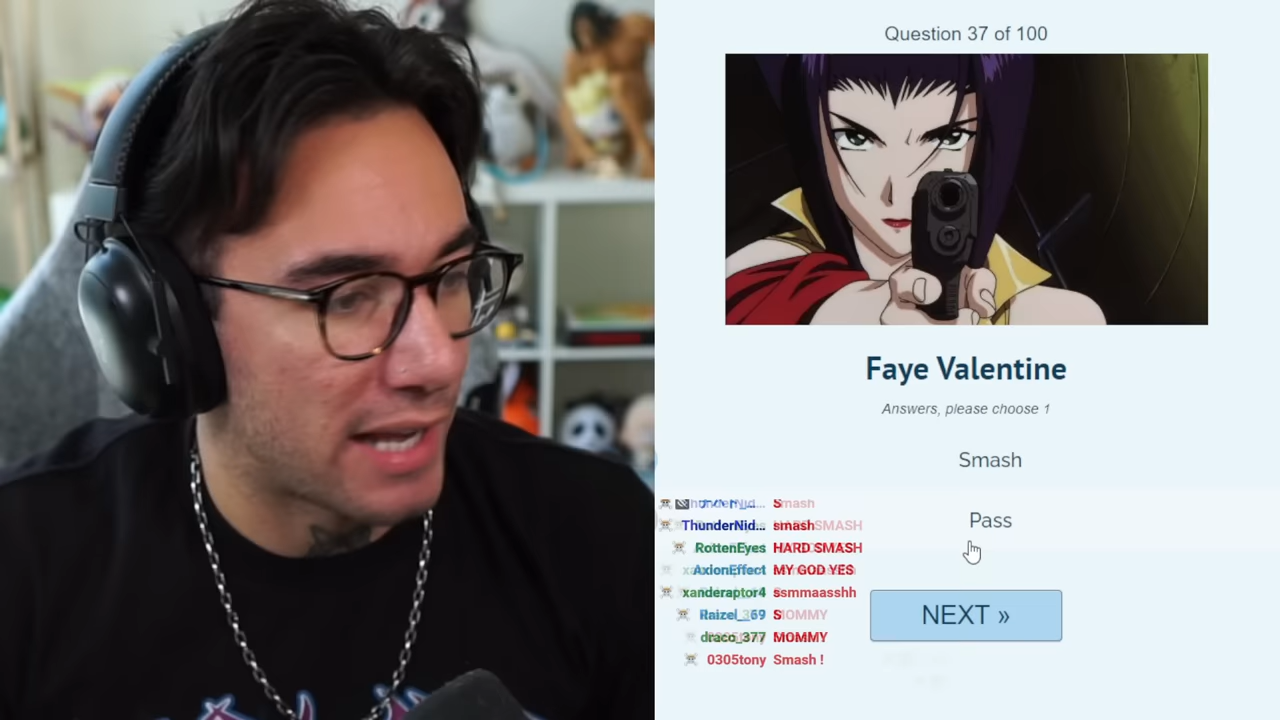 Question 37 of 100
Faye Valentine
Answers, please choose 1
Smash
Pass
ThunderNid... smash
RottenEyes HARD SMASH
AxionEffect MY GOD YES
xanderaptor4 ssmmaasshh
Raizel__69 S
draco_377 MOMMY
0305tony Smash !
NEXT »